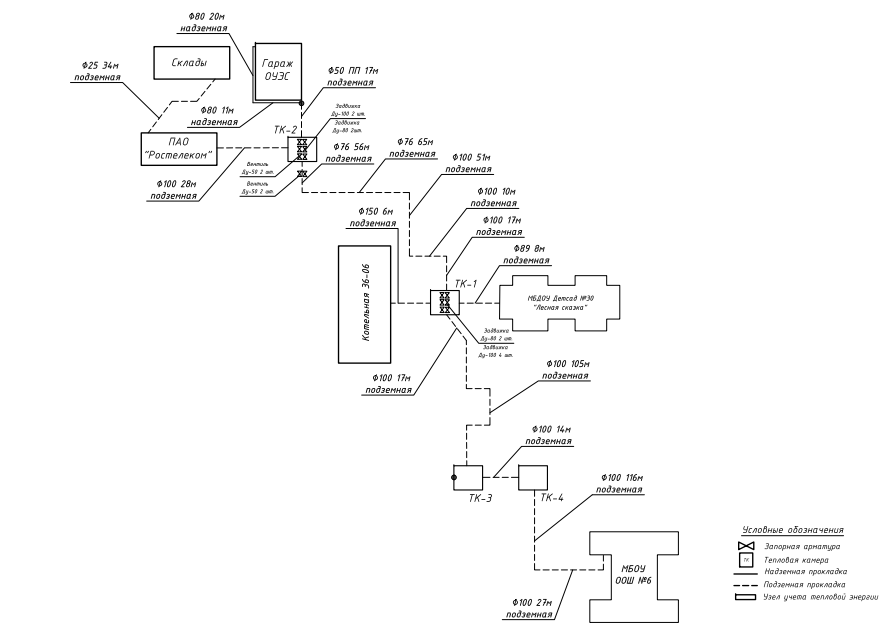 Ф80 20м
надземная
Склады
Гараж
ОУЭС
Ф25 34м
подземная
Ф50 ПП 17м
подземная
Ф80 11м
надземная
Задвижка
Ду-100 2 шт.
Задвижка
Ду-80 2шт.
ТК-2
ПАО
"Ростелеком"
Ф76 56м
подземная
Ф76 65м
подземная
Вентиль
Ду-50 2 шт.
Вентиль
Ду-50 2 шт.
Ф100 28м
подземная
Ф100 51м
подземная
Ф100 10м
подземная
Ф150 6м
подземная
Ф100 17м
подземная
Ф89 8м
подземная
Котельная 36-06
ТК-1
МБДОУ Детсад №30
"Лесная сказка"
Задвижка
Ду-80 2 шт.
Задвижка
Ду-100 4 шт.
Ф100 17м
подземная
Ф100 105м
подземная
Ф100 14м
подземная
ТК-3
ТК-4
Ф100 116м
подземная
МБОУ
ООШ №6
Ф100 27м
подземная
Условные обозначения
Запорная арматура
ТК
Тепловая камера
Надземная прокладка
Подземная прокладка
Узел учета тепловой энергии